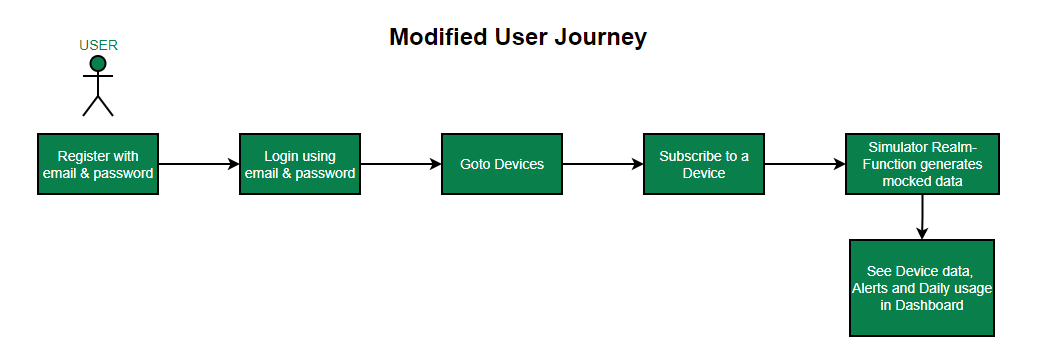 Modified User Journey
USER
Register with
email & password
Login using
email & password
Goto Devices
Subscribe to a
Device
Simulator Realm-
Function generates
mocked data
See Device data,
Alerts and Daily usage
in Dashboard